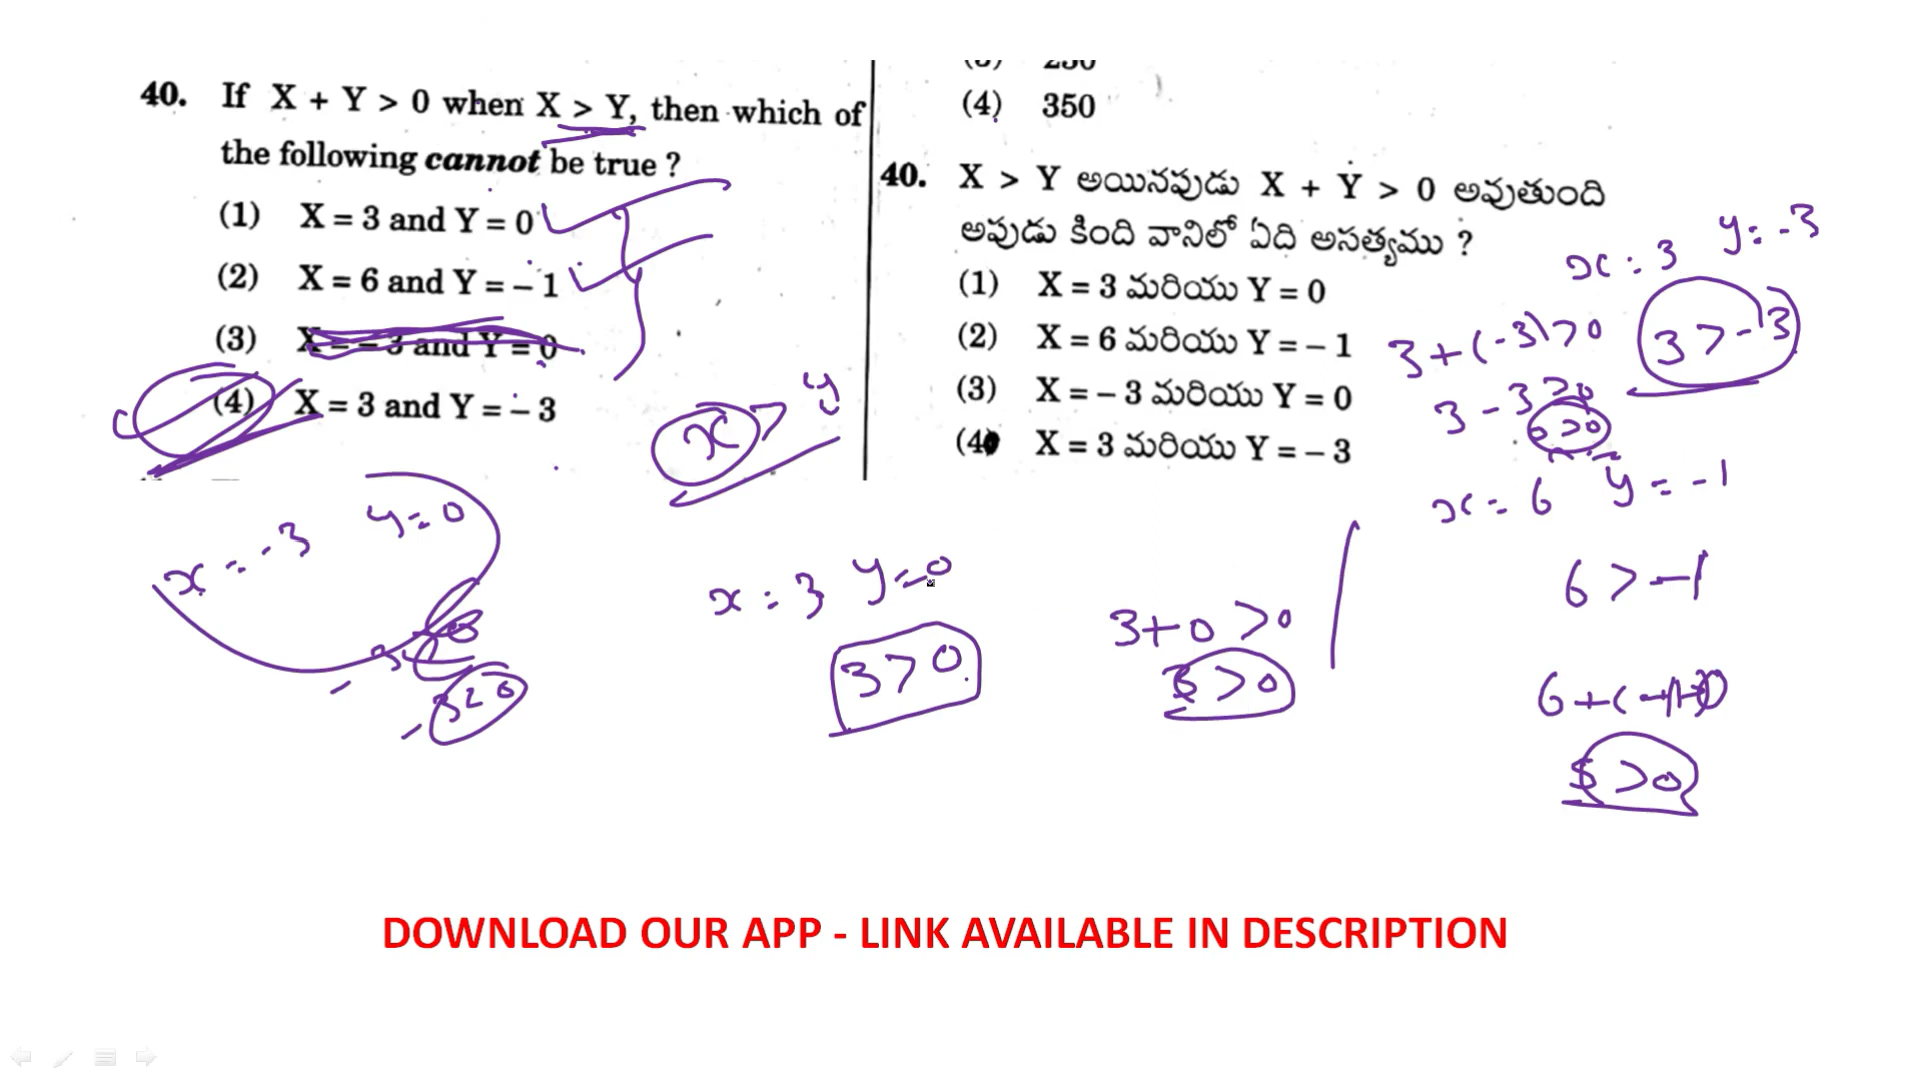 40. If X + Y > 0 when X > Y, then which of
the following cannot be true ?
(1) X = 3 and Y = 0
(2) X = 6 and Y = – 1
(3) X = – 3 and Y = 0
(4) X = 3 and Y = – 3
x > y
x = -3 y = 0
(4) 350
40. X > Y అయినపుడు X + Y > 0 అవుతుంది
అపుడు కింది వానిలో ఏది అసత్యము ?
(1) X = 3 మరియు Y = 0
(2) X = 6 మరియు Y = – 1
(3) X = – 3 మరియు Y = 0
(4) X = 3 మరియు Y = – 3
x = 3 y = -3
3 + (-3) > 0
3 > -3
3 - 3 > 0
0 > 0
x = 6 y = -1
6 > -1
5 > 0
x = 3 y = 0
3 > 0
3 + 0 > 0
3 > 0
DOWNLOAD OUR APP - LINK AVAILABLE IN DESCRIPTION